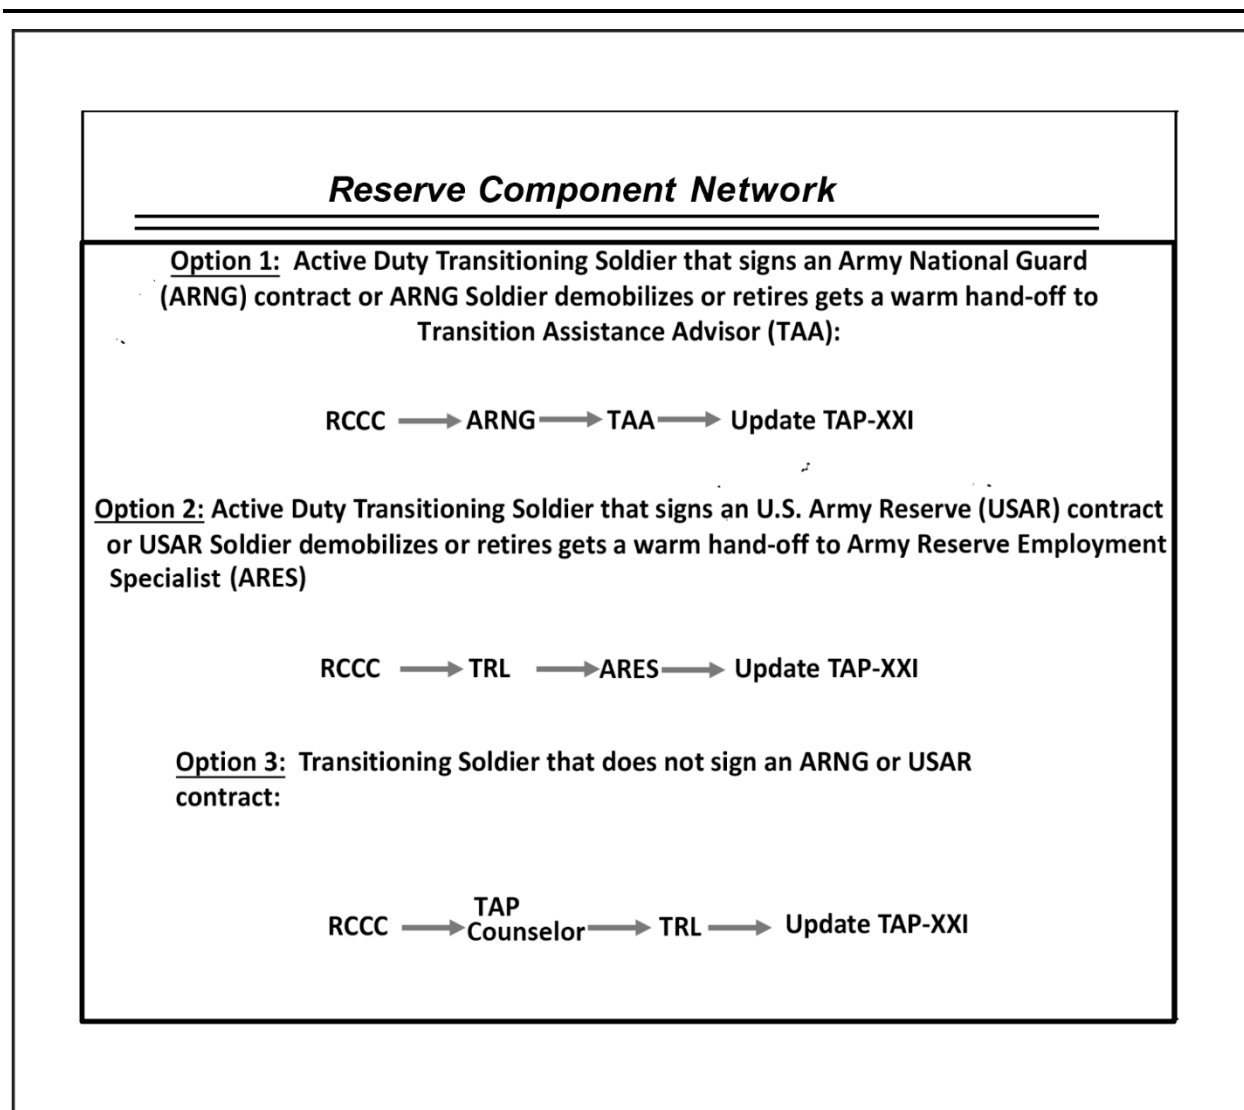 Reserve Component Network
Option 1: Active Duty Transitioning Soldier that signs an Army National Guard
(ARNG) contract or ARNG Soldier demobilizes or retires gets a warm hand-off to
Transition Assistance Advisor (TAA):
RCCC ARNG TAA Update TAP-XXI
Option 2: Active Duty Transitioning Soldier that signs an U.S. Army Reserve (USAR) contract
or USAR Soldier demobilizes or retires gets a warm hand-off to Army Reserve Employment
Specialist (ARES)
RCCC TRL ARES Update TAP-XXI
Option 3: Transitioning Soldier that does not sign an ARNG or USAR
contract:
RCCC TAP
Counselor TRL Update TAP-XXI